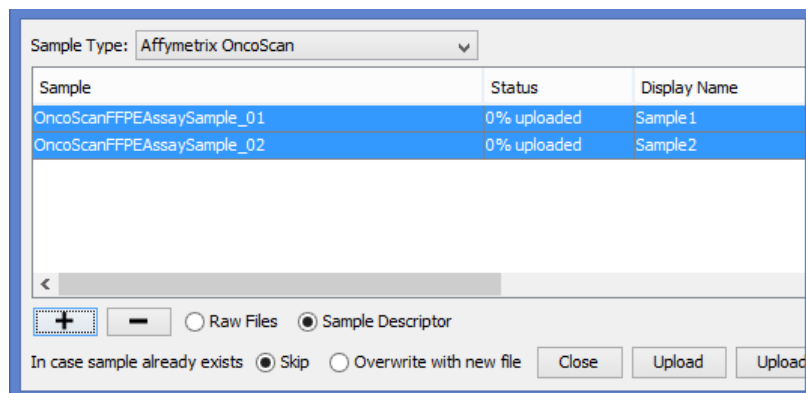 Sample Type: Affymetrix OncoScan
Sample Status Display Name
OncoScanFFPEAssaySample_01 0% uploaded Sample1
OncoScanFFPEAssaySample_02 0% uploaded Sample2
+ − Raw Files Sample Descriptor
In case sample already exists Skip Overwrite with new file Close Upload Upload